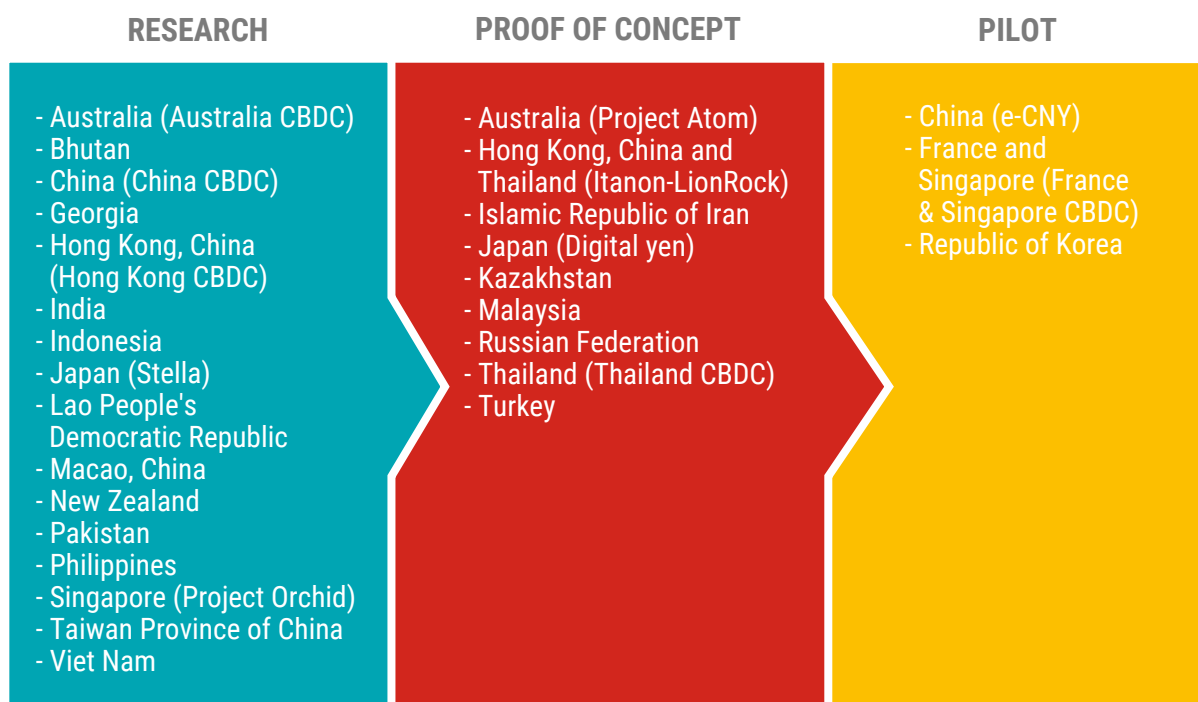 RESEARCH
- Australia (Australia CBDC)
- Bhutan
- China (China CBDC)
- Georgia
- Hong Kong, China
(Hong Kong CBDC)
- India
- Indonesia
- Japan (Stella)
- Lao People's
Democratic Republic
- Macao, China
- New Zealand
- Pakistan
- Philippines
- Singapore (Project Orchid)
- Taiwan Province of China
- Viet Nam
PROOF OF CONCEPT
- Australia (Project Atom)
- Hong Kong, China and
Thailand (Itanon-LionRock)
- Islamic Republic of Iran
- Japan (Digital yen)
- Kazakhstan
- Malaysia
- Russian Federation
- Thailand (Thailand CBDC)
- Turkey
PILOT
- China (e-CNY)
- France and
Singapore (France
& Singapore CBDC)
- Republic of Korea